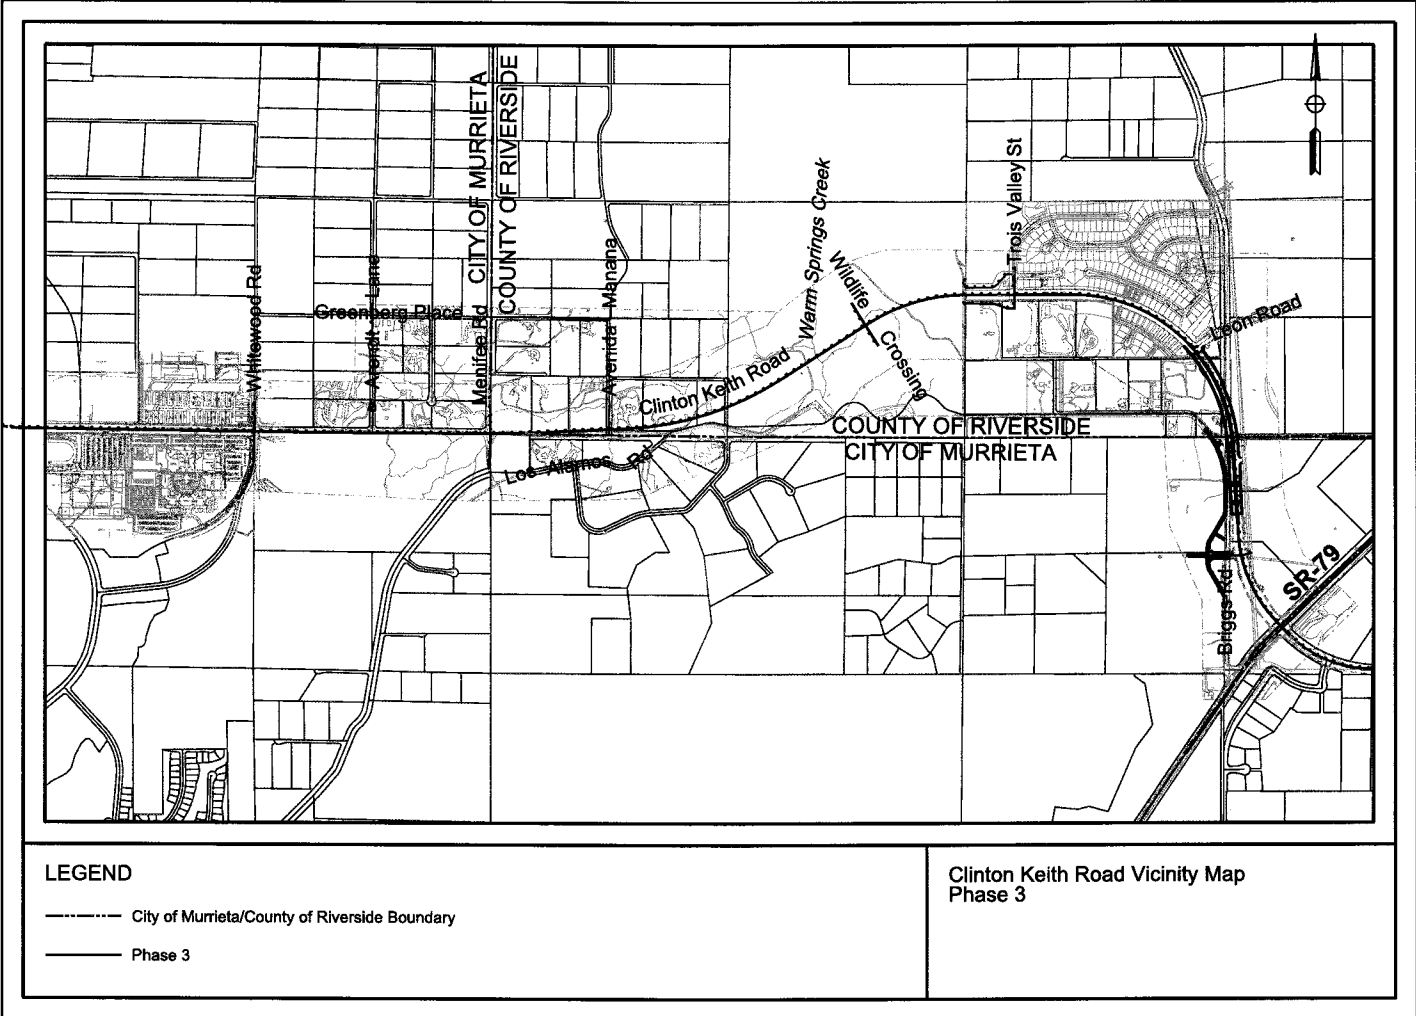 CITY OF MURRIETA
COUNTY OF RIVERSIDE
Whitewood Rd
Arendt Lane
Greenberg Place
Menifee Rd
Avenida Manana
Warm Springs Creek
Wildlife
Crossing
Trois Valley St
Leon Road
Clinton Keith Road
COUNTY OF RIVERSIDE
CITY OF MURRIETA
Los Alamos Rd
SR-79
Briggs Rd
LEGEND
City of Murrieta/County of Riverside Boundary
Phase 3
Clinton Keith Road Vicinity Map
Phase 3